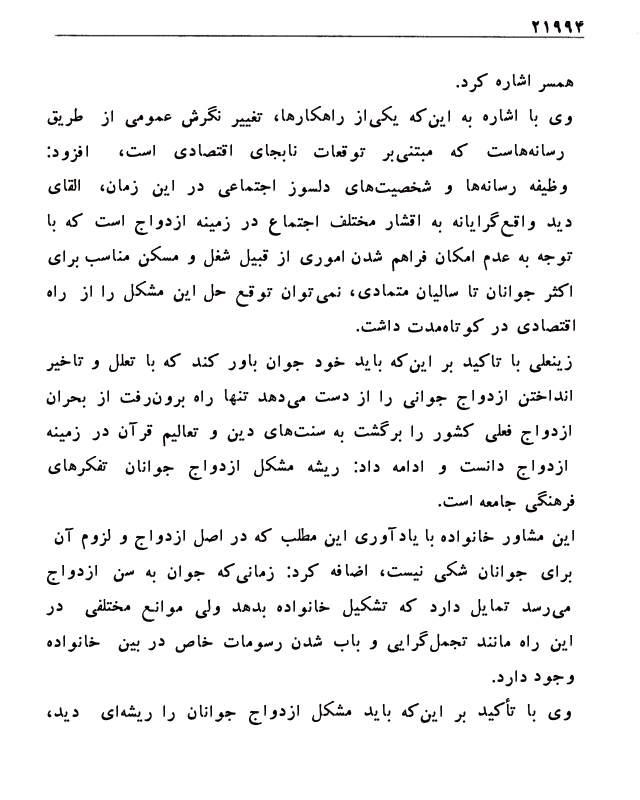 ۲۱۹۹۴
همسر اشاره کرد.
وی با اشاره به این‌که یکی‌از راهکارها، تغییر نگرش عمومی از طریق
رسانه‌هاست که مبتنی‌بر توقعات نابجای اقتصادی است، افزود:
وظیفه رسانه‌ها و شخصیت‌های دلسوز اجتماعی در این زمان، القای
دید واقع‌گرایانه به اقشار مختلف اجتماع در زمینه ازدواج است که با
توجه به عدم امکان فراهم شدن اموری از قبیل شغل و مسکن مناسب برای
اکثر جوانان تا سالیان متمادی، نمی‌توان توقع حل این مشکل را از راه
اقتصادی در کوتاه‌مدت داشت.
زینعلی با تاکید بر این‌که باید خود جوان باور کند که با تعلل و تاخیر
انداختن ازدواج جوانی را از دست می‌دهد تنها راه برون‌رفت از بحران
ازدواج فعلی کشور را برگشت به سنت‌های دین و تعالیم قرآن در زمینه
ازدواج دانست و ادامه داد: ریشه مشکل ازدواج جوانان تفکرهای
فرهنگی جامعه است.
این مشاور خانواده با یادآوری این مطلب که در اصل ازدواج و لزوم آن
برای جوانان شکی نیست، اضافه کرد: زمانی‌که جوان به سن ازدواج
می‌رسد تمایل دارد که تشکیل خانواده بدهد ولی موانع مختلفی در
این راه مانند تجمل‌گرایی و باب شدن رسومات خاص در بین خانواده
وجود دارد.
وی با تأکید بر این‌که باید مشکل ازدواج جوانان را ریشه‌ای دید،